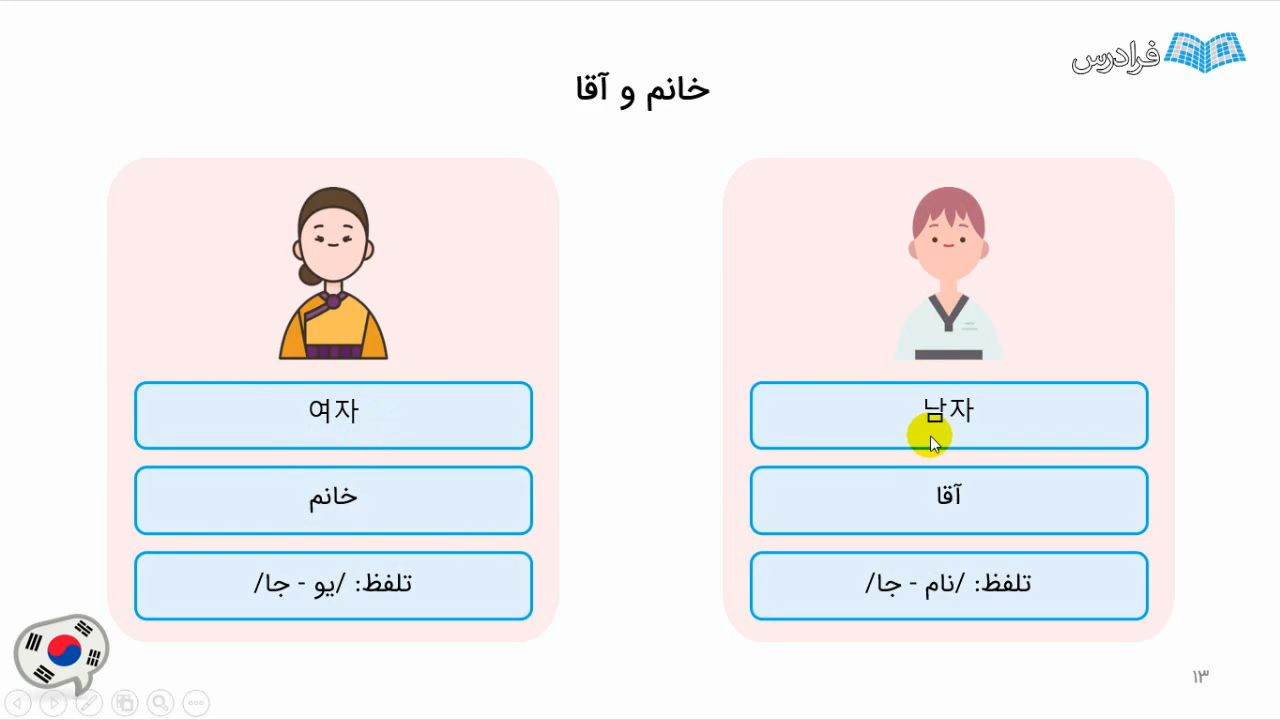 فرادرس
خانم و آقا
남자
آقا
تلفظ: /نام - جا/
여자
خانم
تلفظ: /یو - جا/
۱۳